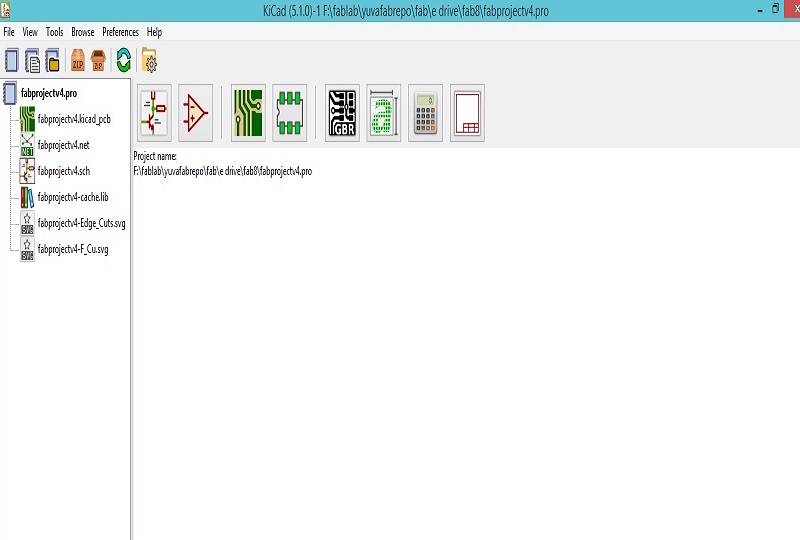 KiCad (5.1.0)-1 F:\fablab\yuvafabrepo\fab\e drive\fab8\fabprojectv4.pro
File View Tools Browse Preferences Help
ZIP ZIP
fabprojectv4.pro
fabprojectv4.kicad_pcb
NET fabprojectv4.net
fabprojectv4.sch
fabprojectv4-cache.lib
SVG fabprojectv4-Edge_Cuts.svg
SVG fabprojectv4-F_Cu.svg
GBR a
Project name:
F:\fablab\yuvafabrepo\fab\e drive\fab8\fabprojectv4.pro